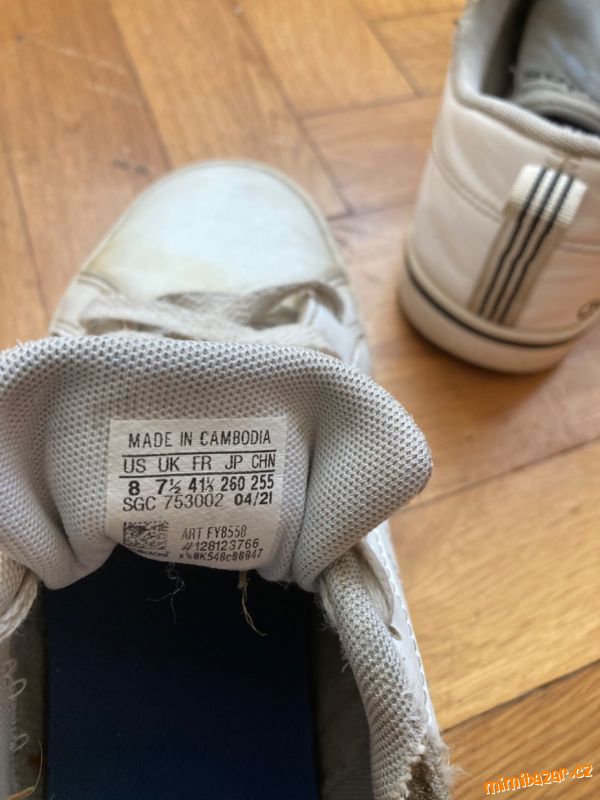 MADE IN CAMBODIA
US UK FR JP CHN
8 7½ 41⅓ 260 255
SGC 753002 04/21
ART FY8558
#128123766
mimibazar.cz